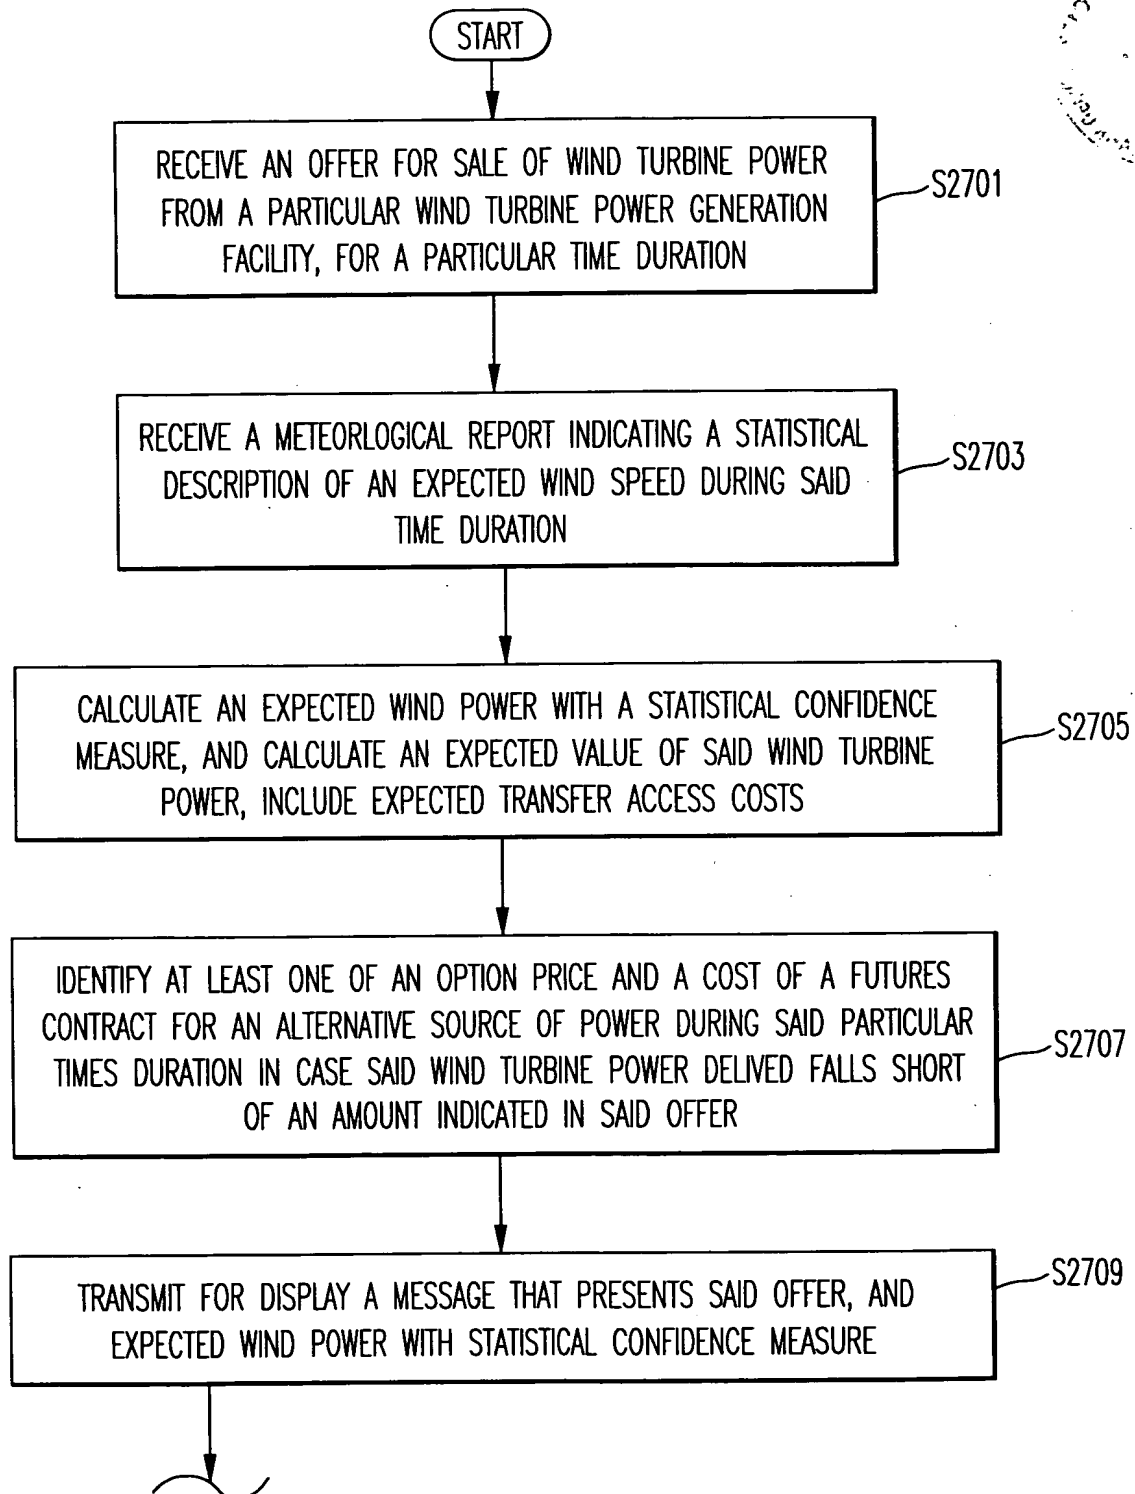 START
RECEIVE AN OFFER FOR SALE OF WIND TURBINE POWER
FROM A PARTICULAR WIND TURBINE POWER GENERATION
FACILITY, FOR A PARTICULAR TIME DURATION
S2701
RECEIVE A METEORLOGICAL REPORT INDICATING A STATISTICAL
DESCRIPTION OF AN EXPECTED WIND SPEED DURING SAID
TIME DURATION
S2703
CALCULATE AN EXPECTED WIND POWER WITH A STATISTICAL CONFIDENCE
MEASURE, AND CALCULATE AN EXPECTED VALUE OF SAID WIND TURBINE
POWER, INCLUDE EXPECTED TRANSFER ACCESS COSTS
S2705
IDENTIFY AT LEAST ONE OF AN OPTION PRICE AND A COST OF A FUTURES
CONTRACT FOR AN ALTERNATIVE SOURCE OF POWER DURING SAID PARTICULAR
TIMES DURATION IN CASE SAID WIND TURBINE POWER DELIVED FALLS SHORT
OF AN AMOUNT INDICATED IN SAID OFFER
S2707
TRANSMIT FOR DISPLAY A MESSAGE THAT PRESENTS SAID OFFER, AND
EXPECTED WIND POWER WITH STATISTICAL CONFIDENCE MEASURE
S2709